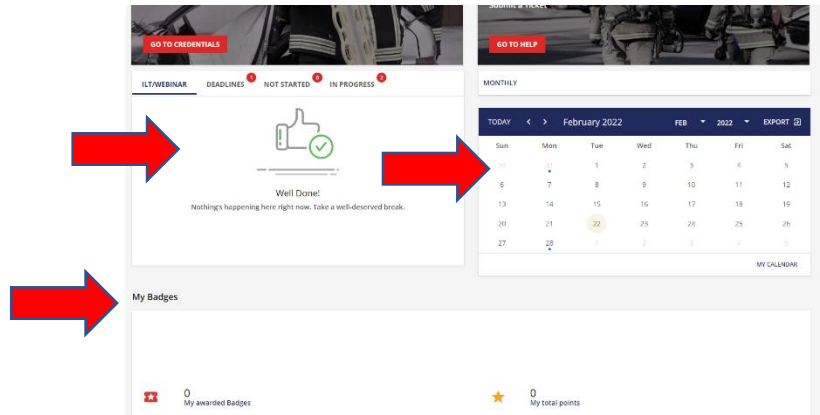 Submit a Ticket
GO TO CREDENTIALS
GO TO HELP
ILT/WEBINAR DEADLINES 1 NOT STARTED 6 IN PROGRESS 2
Well Done!
Nothing's happening here right now. Take a well-deserved break.
MONTHLY
TODAY < > February 2022 FEB 2022 EXPORT
Sun Mon Tue Wed Thu Fri Sat
30 31 1 2 3 4 5
6 7 8 9 10 11 12
13 14 15 16 17 18 19
20 21 22 23 24 25 26
27 28 1 2 3 4 5
MY CALENDAR
My Badges
0
My awarded Badges
0
My total points